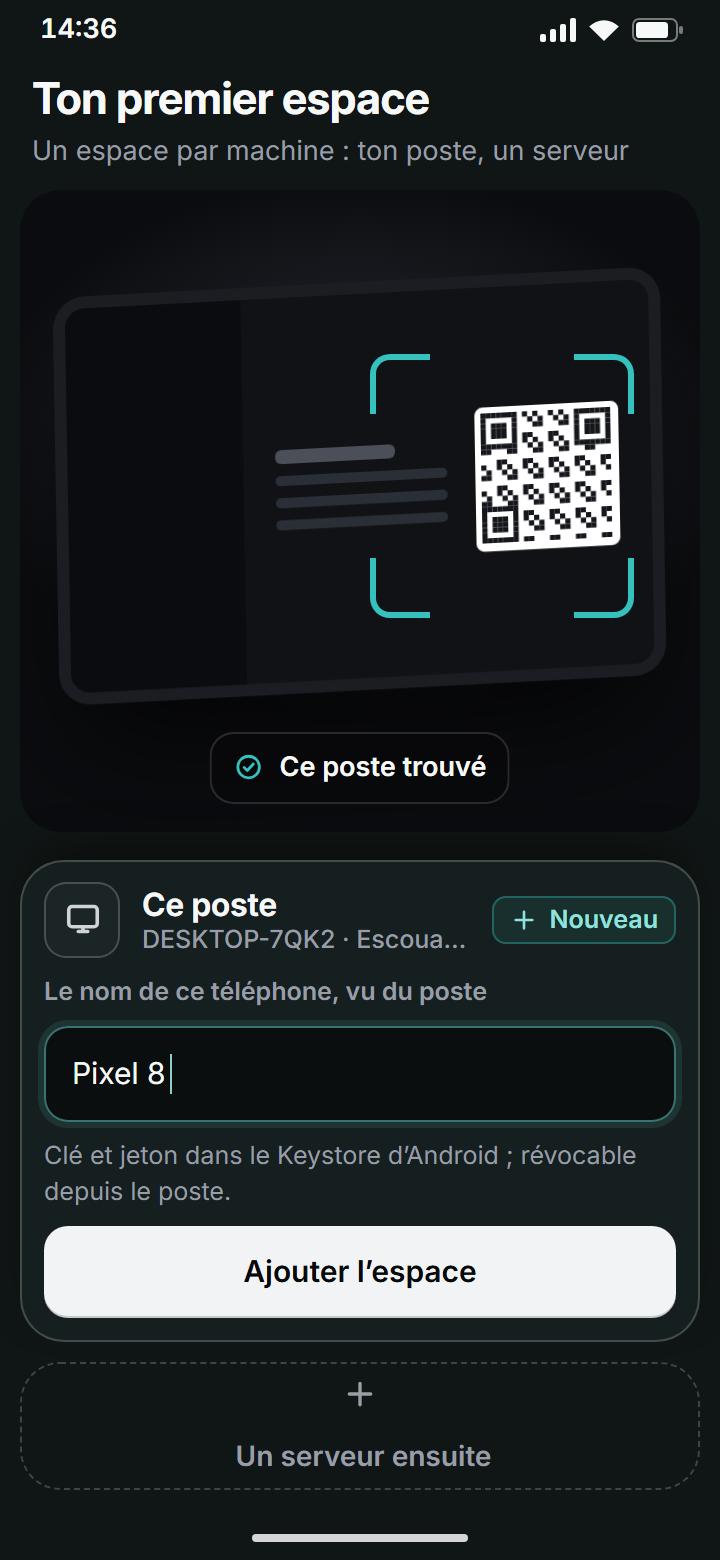 14:36
Ton premier espace
Un espace par machine : ton poste, un serveur
Ce poste trouvé
Ce poste
DESKTOP-7QK2 · Escoua...
Nouveau
Le nom de ce téléphone, vu du poste
Pixel 8
Clé et jeton dans le Keystore d’Android ; révocable
depuis le poste.
Ajouter l’espace
Un serveur ensuite